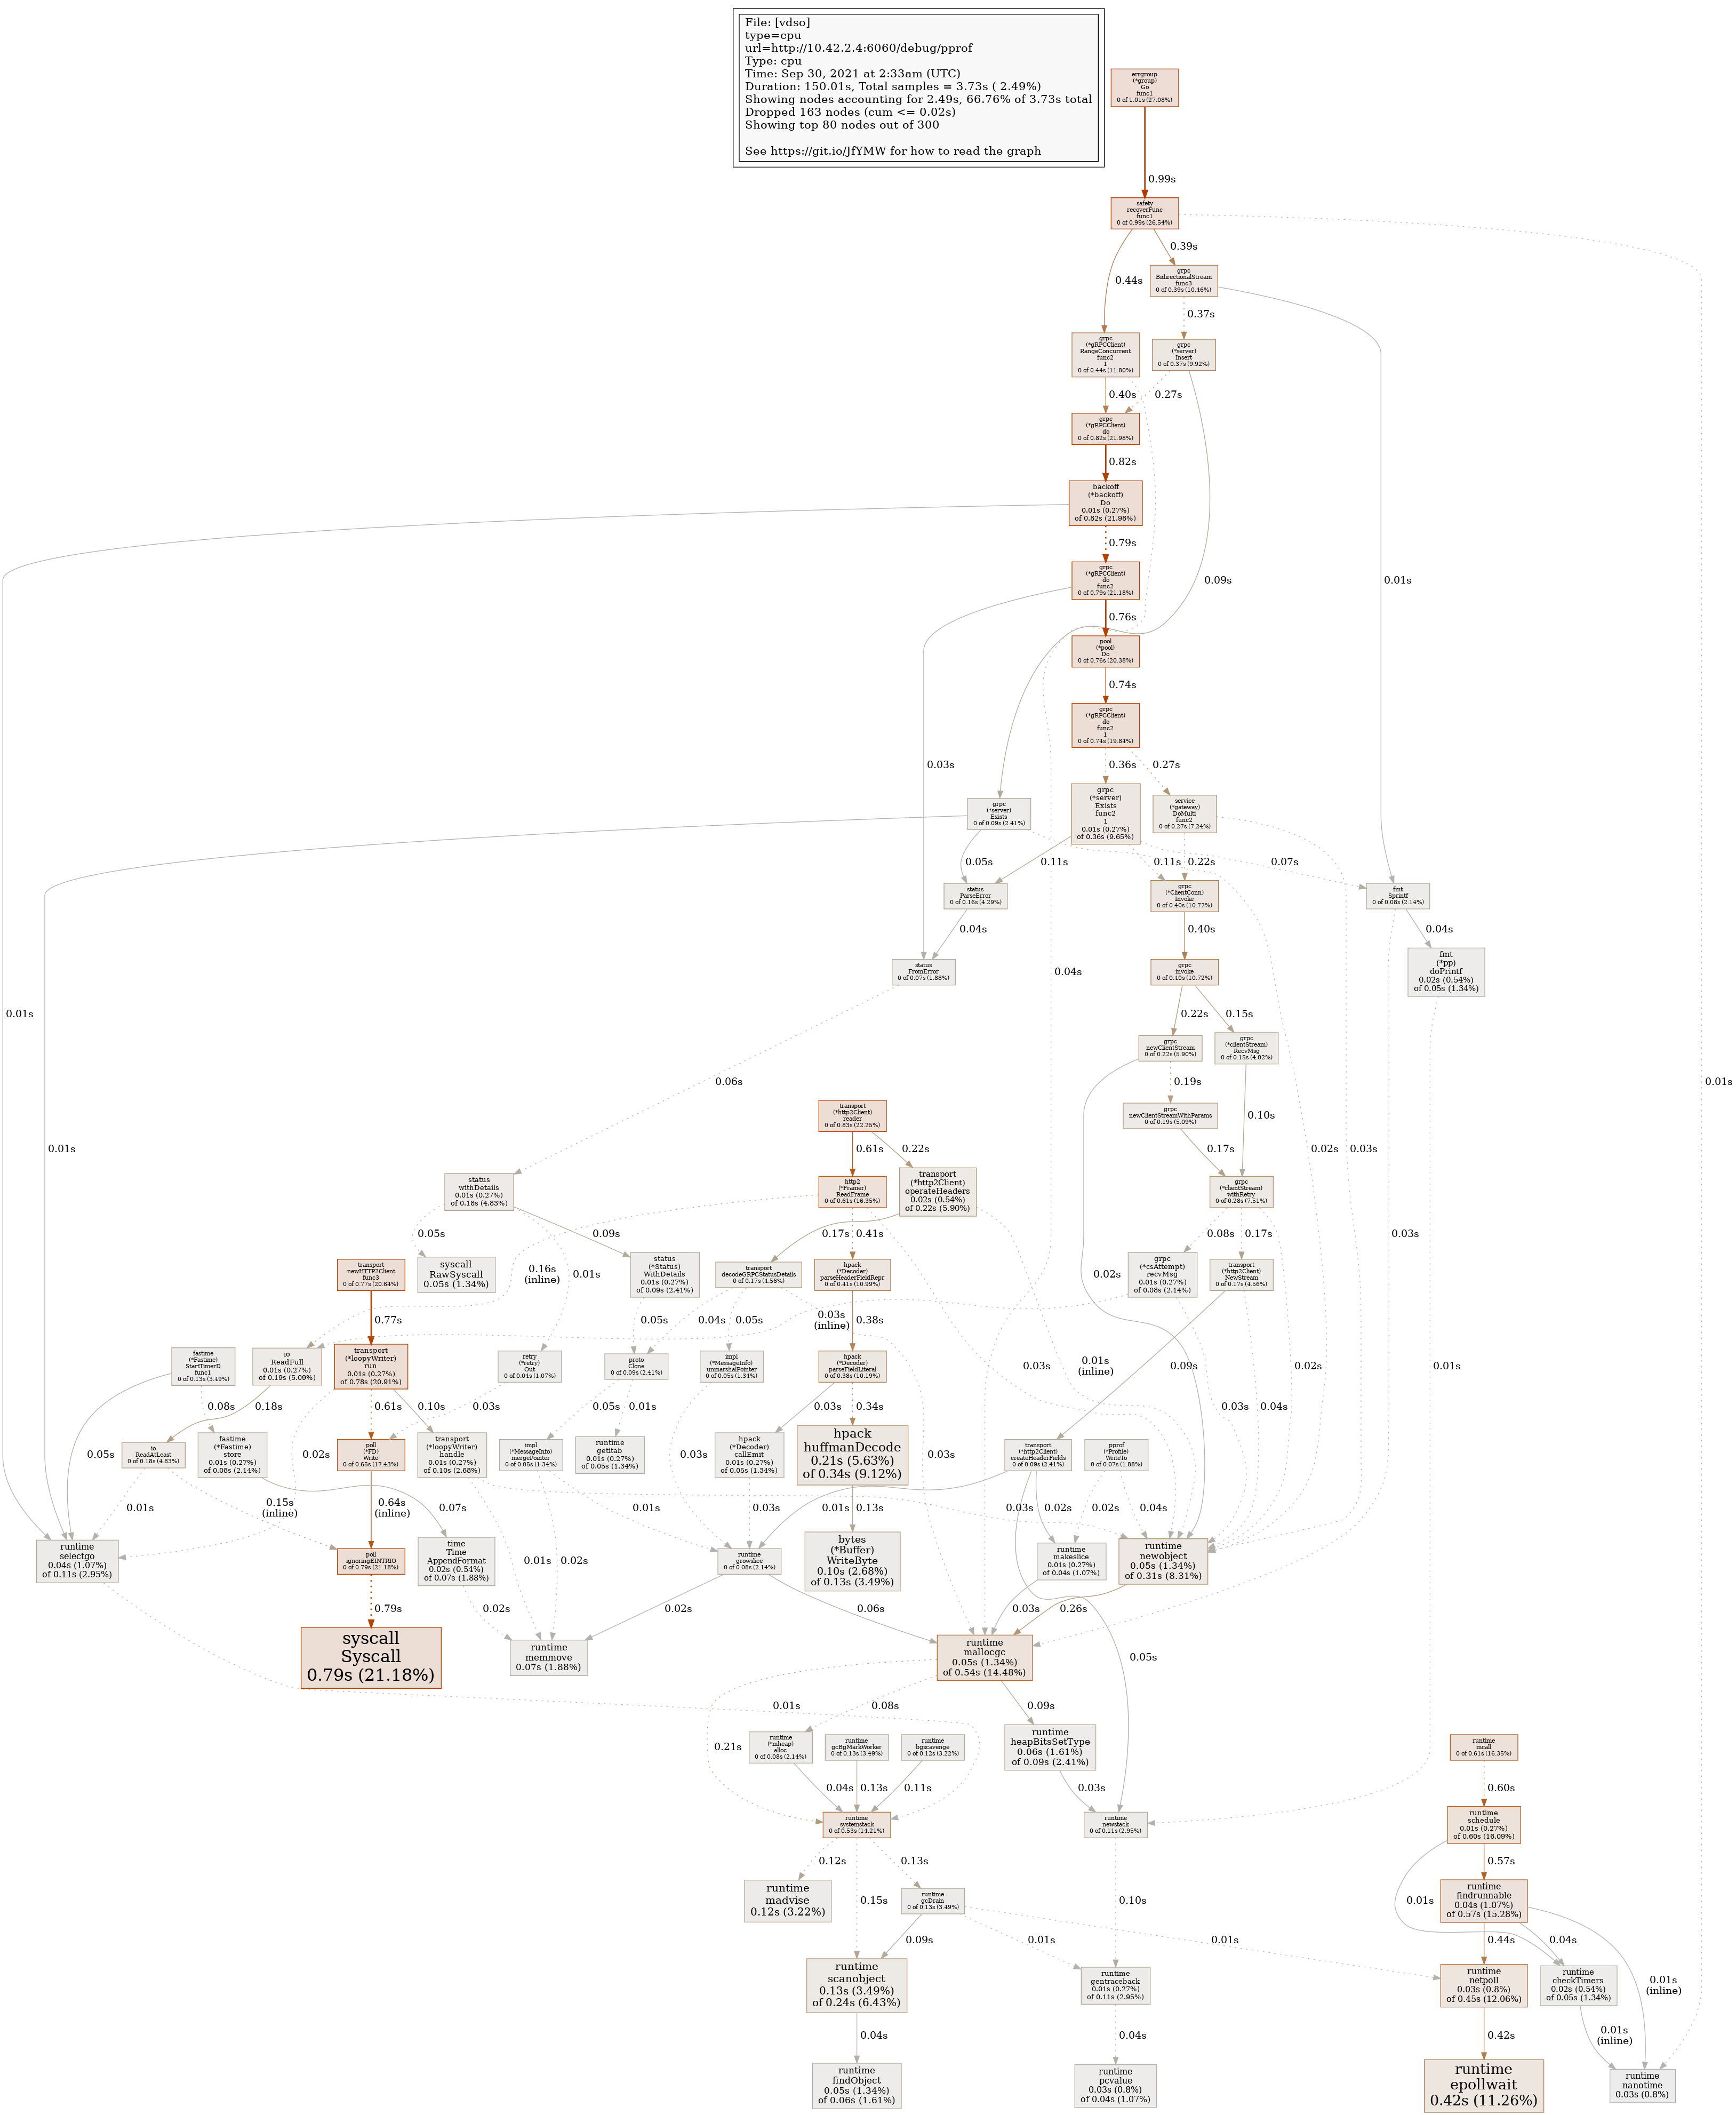 File: [vdso]
type=cpu
url=http://10.42.2.4:6060/debug/pprof
Type: cpu
Time: Sep 30, 2021 at 2:33am (UTC)
Duration: 150.01s, Total samples = 3.73s ( 2.49%)
Showing nodes accounting for 2.49s, 66.76% of 3.73s total
Dropped 163 nodes (cum <= 0.02s)
Showing top 80 nodes out of 300
See https://git.io/JfYMW for how to read the graph
errgroup
(*group)
Go
func1
0 of 1.01s (27.08%)
0.99s
safety
recoverFunc
func1
0 of 0.99s (26.54%)
0.39s
0.44s
grpc
BidirectionalStream
func3
0 of 0.39s (10.46%)
0.37s
grpc
(*gRPCClient)
RangeConcurrent
func2
1
0 of 0.44s (11.80%)
grpc
(*server)
Insert
0 of 0.37s (9.92%)
0.40s
0.27s
grpc
(*gRPCClient)
do
0 of 0.82s (21.98%)
0.82s
backoff
(*backoff)
Do
0.01s (0.27%)
of 0.82s (21.98%)
0.79s
grpc
(*gRPCClient)
do
func2
0 of 0.79s (21.18%)
0.09s
0.01s
0.76s
pool
(*pool)
Do
0 of 0.76s (20.38%)
0.74s
grpc
(*gRPCClient)
do
func2
1
0 of 0.74s (19.84%)
0.03s
0.36s
0.27s
grpc
(*server)
Exists
0 of 0.09s (2.41%)
grpc
(*server)
Exists
func2
1
0.01s (0.27%)
of 0.36s (9.65%)
service
(*gateway)
DoMulti
func2
0 of 0.27s (7.24%)
0.05s
0.11s
0.11s
0.22s
0.07s
status
ParseError
0 of 0.16s (4.29%)
grpc
(*ClientConn)
Invoke
0 of 0.40s (10.72%)
fmt
Sprintf
0 of 0.08s (2.14%)
0.04s
0.40s
0.04s
status
FromError
0 of 0.07s (1.88%)
0.04s
grpc
invoke
0 of 0.40s (10.72%)
fmt
(*pp)
doPrintf
0.02s (0.54%)
of 0.05s (1.34%)
0.01s
0.22s
0.15s
0.01s
grpc
newClientStream
0 of 0.22s (5.90%)
grpc
(*clientStream)
RecvMsg
0 of 0.15s (4.02%)
0.06s
0.19s
transport
(*http2Client)
reader
0 of 0.83s (22.25%)
grpc
newClientStreamWithParams
0 of 0.19s (5.09%)
0.10s
0.01s
0.61s
0.22s
0.17s
0.02s
0.03s
status
withDetails
0.01s (0.27%)
of 0.18s (4.83%)
http2
(*Framer)
ReadFrame
0 of 0.61s (16.35%)
transport
(*http2Client)
operateHeaders
0.02s (0.54%)
of 0.22s (5.90%)
grpc
(*clientStream)
withRetry
0 of 0.28s (7.51%)
0.05s
0.09s
0.17s
0.41s
0.08s
0.17s
0.03s
transport
newHTTP2Client
func3
0 of 0.77s (20.64%)
syscall
RawSyscall
0.05s (1.34%)
0.16s
(inline)
0.01s
status
(*Status)
WithDetails
0.01s (0.27%)
of 0.09s (2.41%)
transport
decodeGRPCStatusDetails
0 of 0.17s (4.56%)
hpack
(*Decoder)
parseHeaderFieldRepr
0 of 0.41s (10.99%)
0.02s
grpc
(*csAttempt)
recvMsg
0.01s (0.27%)
of 0.08s (2.14%)
transport
(*http2Client)
NewStream
0 of 0.17s (4.56%)
0.77s
0.05s
0.04s
0.05s
0.03s
(inline)
0.38s
fastime
(*Fastime)
StartTimerD
func1
0 of 0.13s (3.49%)
io
ReadFull
0.01s (0.27%)
of 0.19s (5.09%)
transport
(*loopyWriter)
run
0.01s (0.27%)
of 0.78s (20.91%)
retry
(*retry)
Out
0 of 0.04s (1.07%)
proto
Clone
0 of 0.09s (2.41%)
impl
(*MessageInfo)
unmarshalPointer
0 of 0.05s (1.34%)
hpack
(*Decoder)
parseFieldLiteral
0 of 0.38s (10.19%)
0.03s
0.01s
(inline)
0.09s
0.02s
0.01s
0.08s
0.18s
0.61s
0.10s
0.03s
0.05s
0.01s
0.03s
0.34s
0.03s
0.04s
0.05s
io
ReadAtLeast
0 of 0.18s (4.83%)
fastime
(*Fastime)
store
0.01s (0.27%)
of 0.08s (2.14%)
0.02s
poll
(*FD)
Write
0 of 0.65s (17.43%)
transport
(*loopyWriter)
handle
0.01s (0.27%)
of 0.10s (2.68%)
impl
(*MessageInfo)
mergePointer
0 of 0.05s (1.34%)
runtime
getitab
0.01s (0.27%)
of 0.05s (1.34%)
0.03s
hpack
(*Decoder)
callEmit
0.01s (0.27%)
of 0.05s (1.34%)
hpack
huffmanDecode
0.21s (5.63%)
of 0.34s (9.12%)
0.03s
transport
(*http2Client)
createHeaderFields
0 of 0.09s (2.41%)
pprof
(*Profile)
WriteTo
0 of 0.07s (1.88%)
0.01s
0.15s
(inline)
0.07s
0.64s
(inline)
0.01s
0.03s
0.13s
0.01s
0.03s
0.02s
0.02s
0.04s
runtime
selectgo
0.04s (1.07%)
of 0.11s (2.95%)
poll
ignoringEINTRIO
0 of 0.79s (21.18%)
time
Time
AppendFormat
0.02s (0.54%)
of 0.07s (1.88%)
0.01s
0.02s
runtime
growslice
0 of 0.08s (2.14%)
bytes
(*Buffer)
WriteByte
0.10s (2.68%)
of 0.13s (3.49%)
runtime
makeslice
0.01s (0.27%)
of 0.04s (1.07%)
runtime
newobject
0.05s (1.34%)
of 0.31s (8.31%)
0.79s
0.02s
0.02s
0.06s
0.03s
0.26s
syscall
Syscall
0.79s (21.18%)
runtime
memmove
0.07s (1.88%)
runtime
mallocgc
0.05s (1.34%)
of 0.54s (14.48%)
0.05s
0.01s
0.08s
0.09s
0.21s
runtime
(*mheap)
alloc
0 of 0.08s (2.14%)
runtime
gcBgMarkWorker
0 of 0.13s (3.49%)
runtime
bgscavenge
0 of 0.12s (3.22%)
runtime
heapBitsSetType
0.06s (1.61%)
of 0.09s (2.41%)
runtime
mcall
0 of 0.61s (16.35%)
0.04s
0.13s
0.11s
0.03s
0.60s
runtime
systemstack
0 of 0.53s (14.21%)
runtime
newstack
0 of 0.11s (2.95%)
runtime
schedule
0.01s (0.27%)
of 0.60s (16.09%)
0.12s
0.13s
0.57s
runtime
madvise
0.12s (3.22%)
0.15s
runtime
gcDrain
0 of 0.13s (3.49%)
0.10s
0.01s
runtime
findrunnable
0.04s (1.07%)
of 0.57s (15.28%)
0.09s
0.01s
0.01s
0.44s
0.04s
runtime
scanobject
0.13s (3.49%)
of 0.24s (6.43%)
runtime
gentraceback
0.01s (0.27%)
of 0.11s (2.95%)
runtime
netpoll
0.03s (0.8%)
of 0.45s (12.06%)
runtime
checkTimers
0.02s (0.54%)
of 0.05s (1.34%)
0.01s
(inline)
0.04s
0.04s
0.42s
0.01s
(inline)
runtime
findObject
0.05s (1.34%)
of 0.06s (1.61%)
runtime
pcvalue
0.03s (0.8%)
of 0.04s (1.07%)
runtime
epollwait
0.42s (11.26%)
runtime
nanotime
0.03s (0.8%)